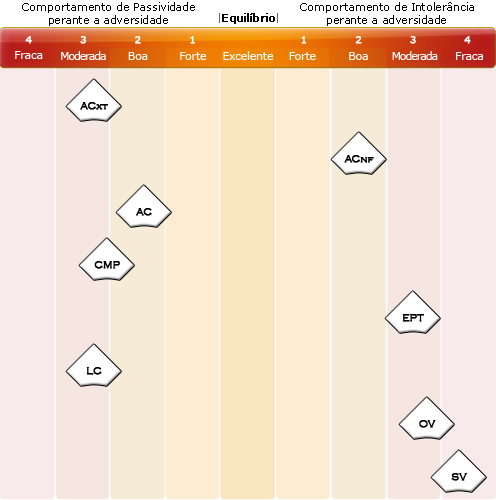 Comportamento de Passividade
perante a adversidade
|Equilíbrio|
Comportamento de Intolerância
perante a adversidade
4 3 2 1 1 2 3 4
Fraca Moderada Boa Forte Excelente Forte Boa Moderada Fraca
ACXT
ACNF
AC
CMP
EPT
LC
OV
SV